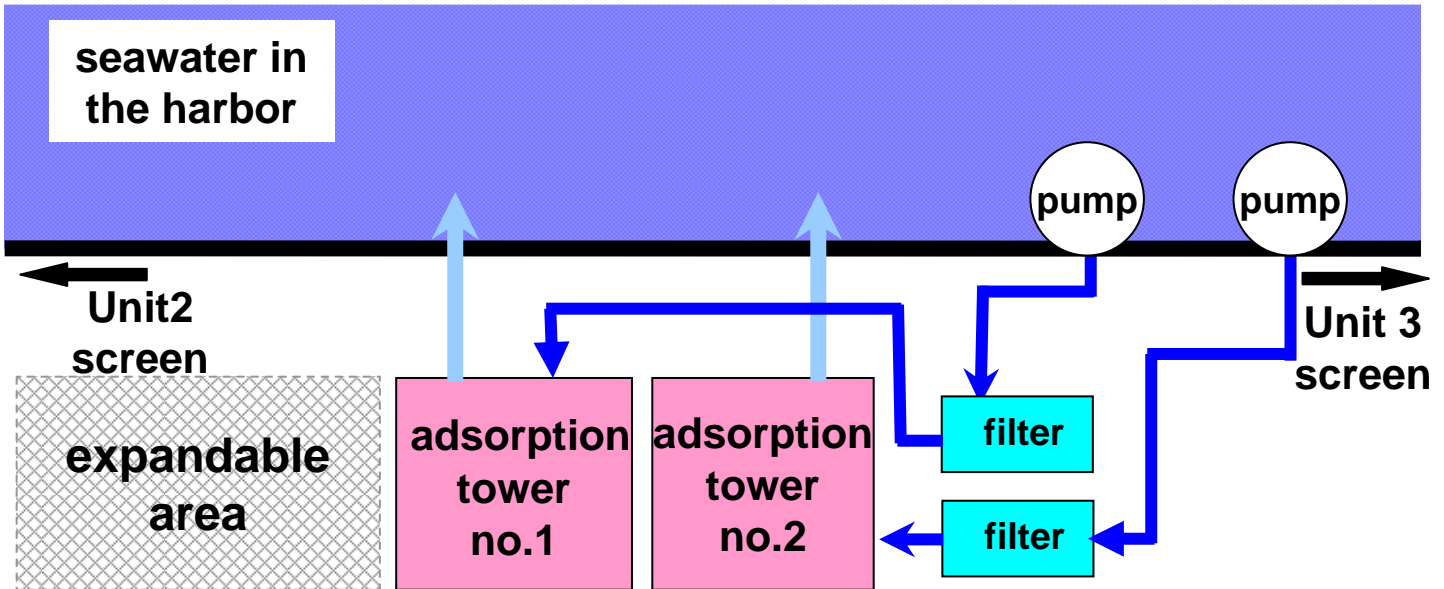 seawater in
the harbor
pump
pump
Unit2
screen
Unit 3
screen
expandable
area
adsorption
tower
no.1
adsorption
tower
no.2
filter
filter